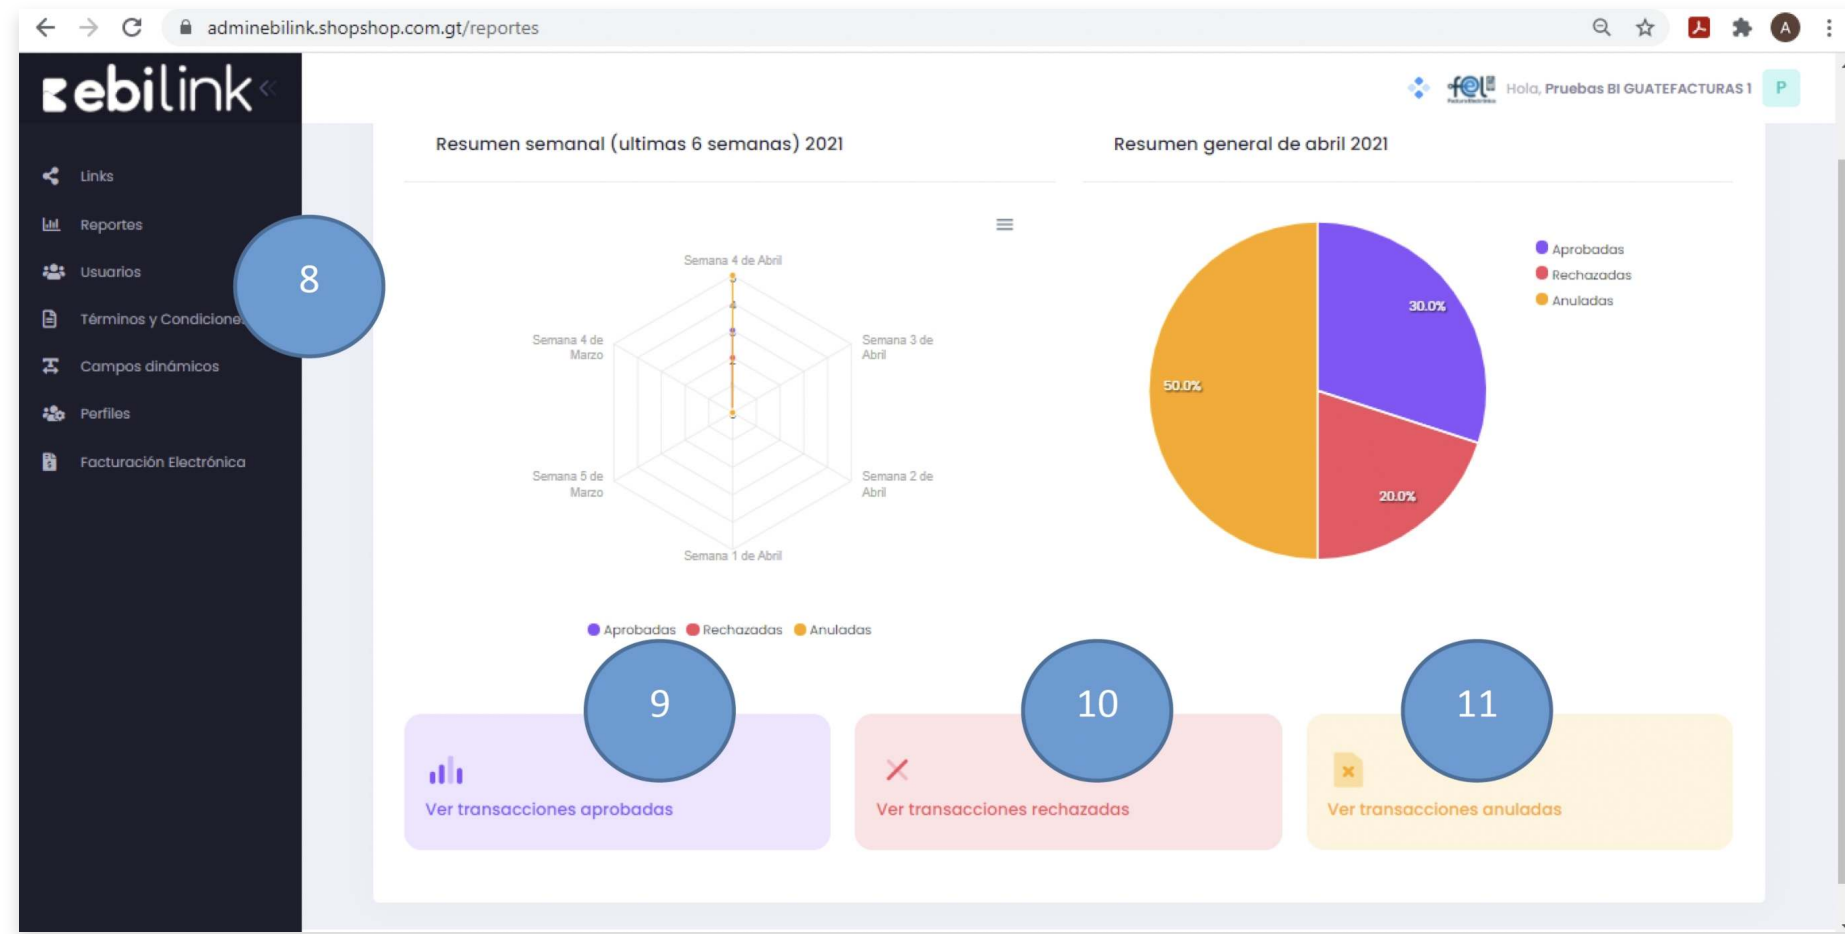 adminebilink.shopshop.com.gt/reportes
A
ebilink
fel
Hola, Pruebas BI GUATEFACTURAS 1
P
Links
Reportes
Usuarios
Términos y
Campos dinámicos
Perfiles
Facturación Electrónica
8
Resumen semanal (ultimas 6 semanas) 2021
Semana 4 de Abril
Semana 3 de
Abril
Semana 2 de
Abril
Semana 1 de Abril
Semana 5 de
Marzo
Semana 4 de
Marzo
5
4
3
2
Aprobadas
Rechazadas
Anuladas
Resumen general de abril 2021
30.0%
20.0%
50.0%
Aprobadas
Rechazadas
Anuladas
9
Ver transacciones aprobadas
10
Ver transacciones rechazadas
11
Ver transacciones anuladas